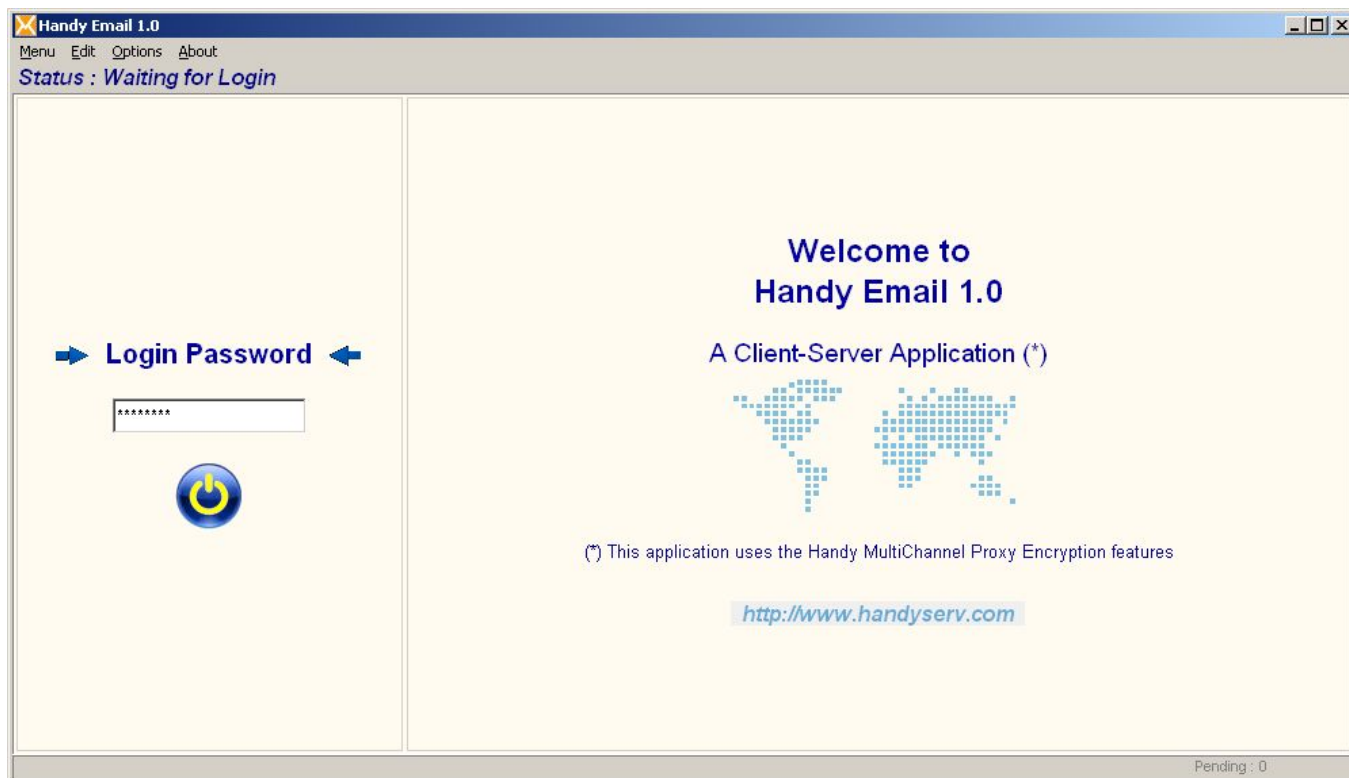 Handy Email 1.0
Menu Edit Options About
Status : Waiting for Login
Login Password
********
Welcome to
Handy Email 1.0
A Client-Server Application (*)
(*) This application uses the Handy MultiChannel Proxy Encryption features
http://www.handyserv.com
Pending : 0